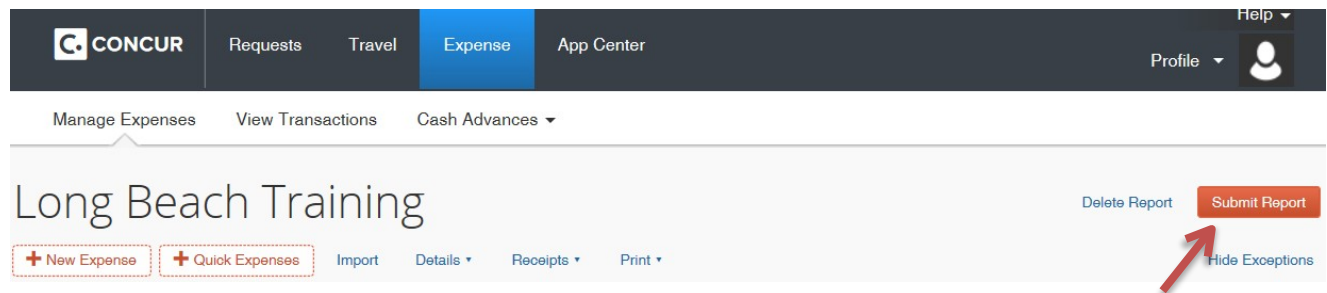 Help
C. CONCUR Requests Travel Expense App Center
Profile
Manage Expenses View Transactions Cash Advances
Long Beach Training
Delete Report Submit Report
+ New Expense + Quick Expenses Import Details Receipts Print
Hide Exceptions